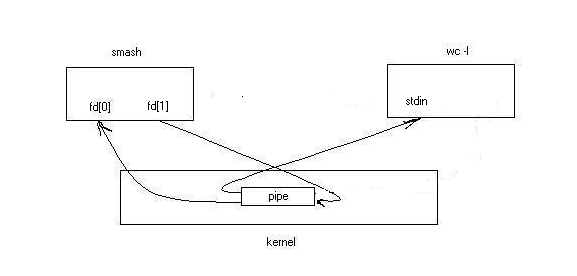 smash
wc -l
fd[0]
fd[1]
stdin
pipe
kernel